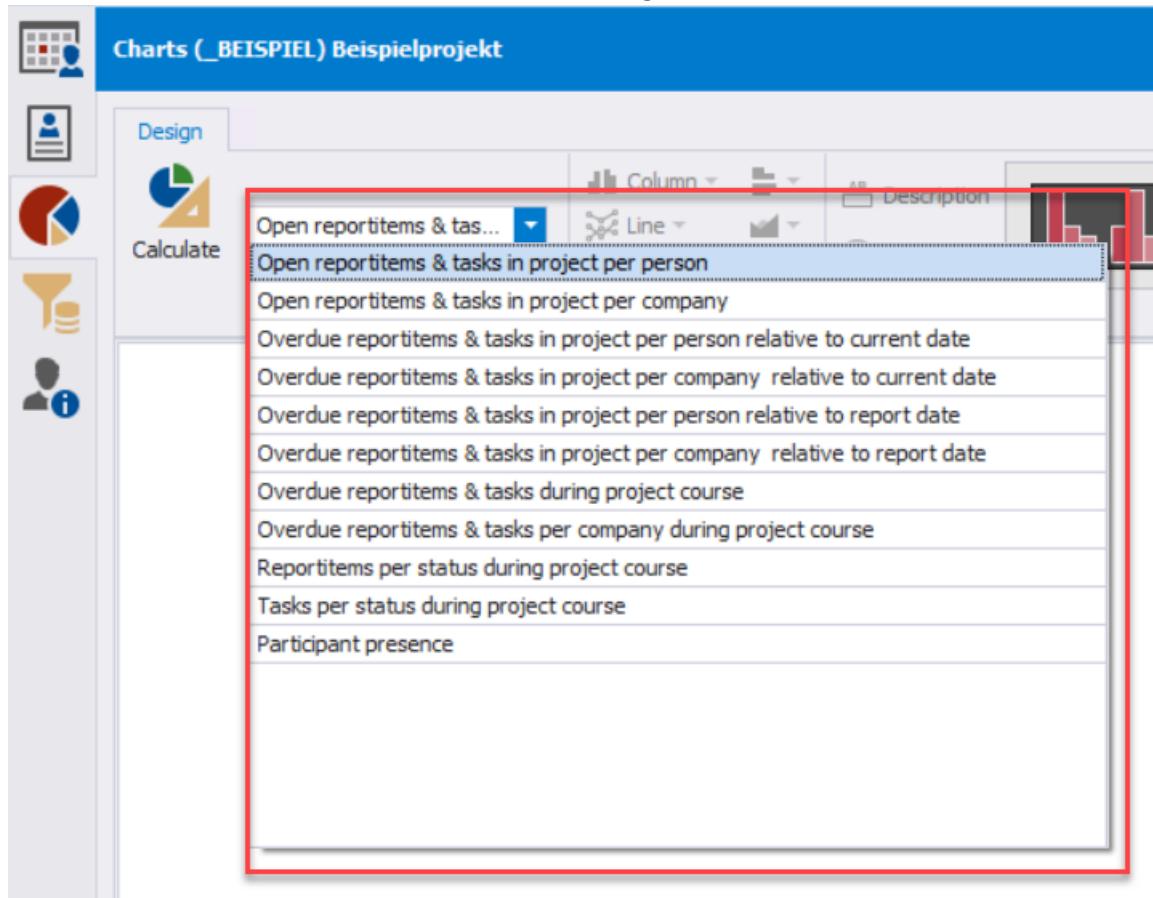 Charts (_BEISPIEL) Beispielprojekt
Design
Column
Description
Open reportitems & tas...
Line
Calculate
Open reportitems & tasks in project per person
Open reportitems & tasks in project per company
Overdue reportitems & tasks in project per person relative to current date
Overdue reportitems & tasks in project per company  relative to current date
Overdue reportitems & tasks in project per person relative to report date
Overdue reportitems & tasks in project per company  relative to report date
Overdue reportitems & tasks during project course
Overdue reportitems & tasks per company during project course
Reportitems per status during project course
Tasks per status during project course
Participant presence